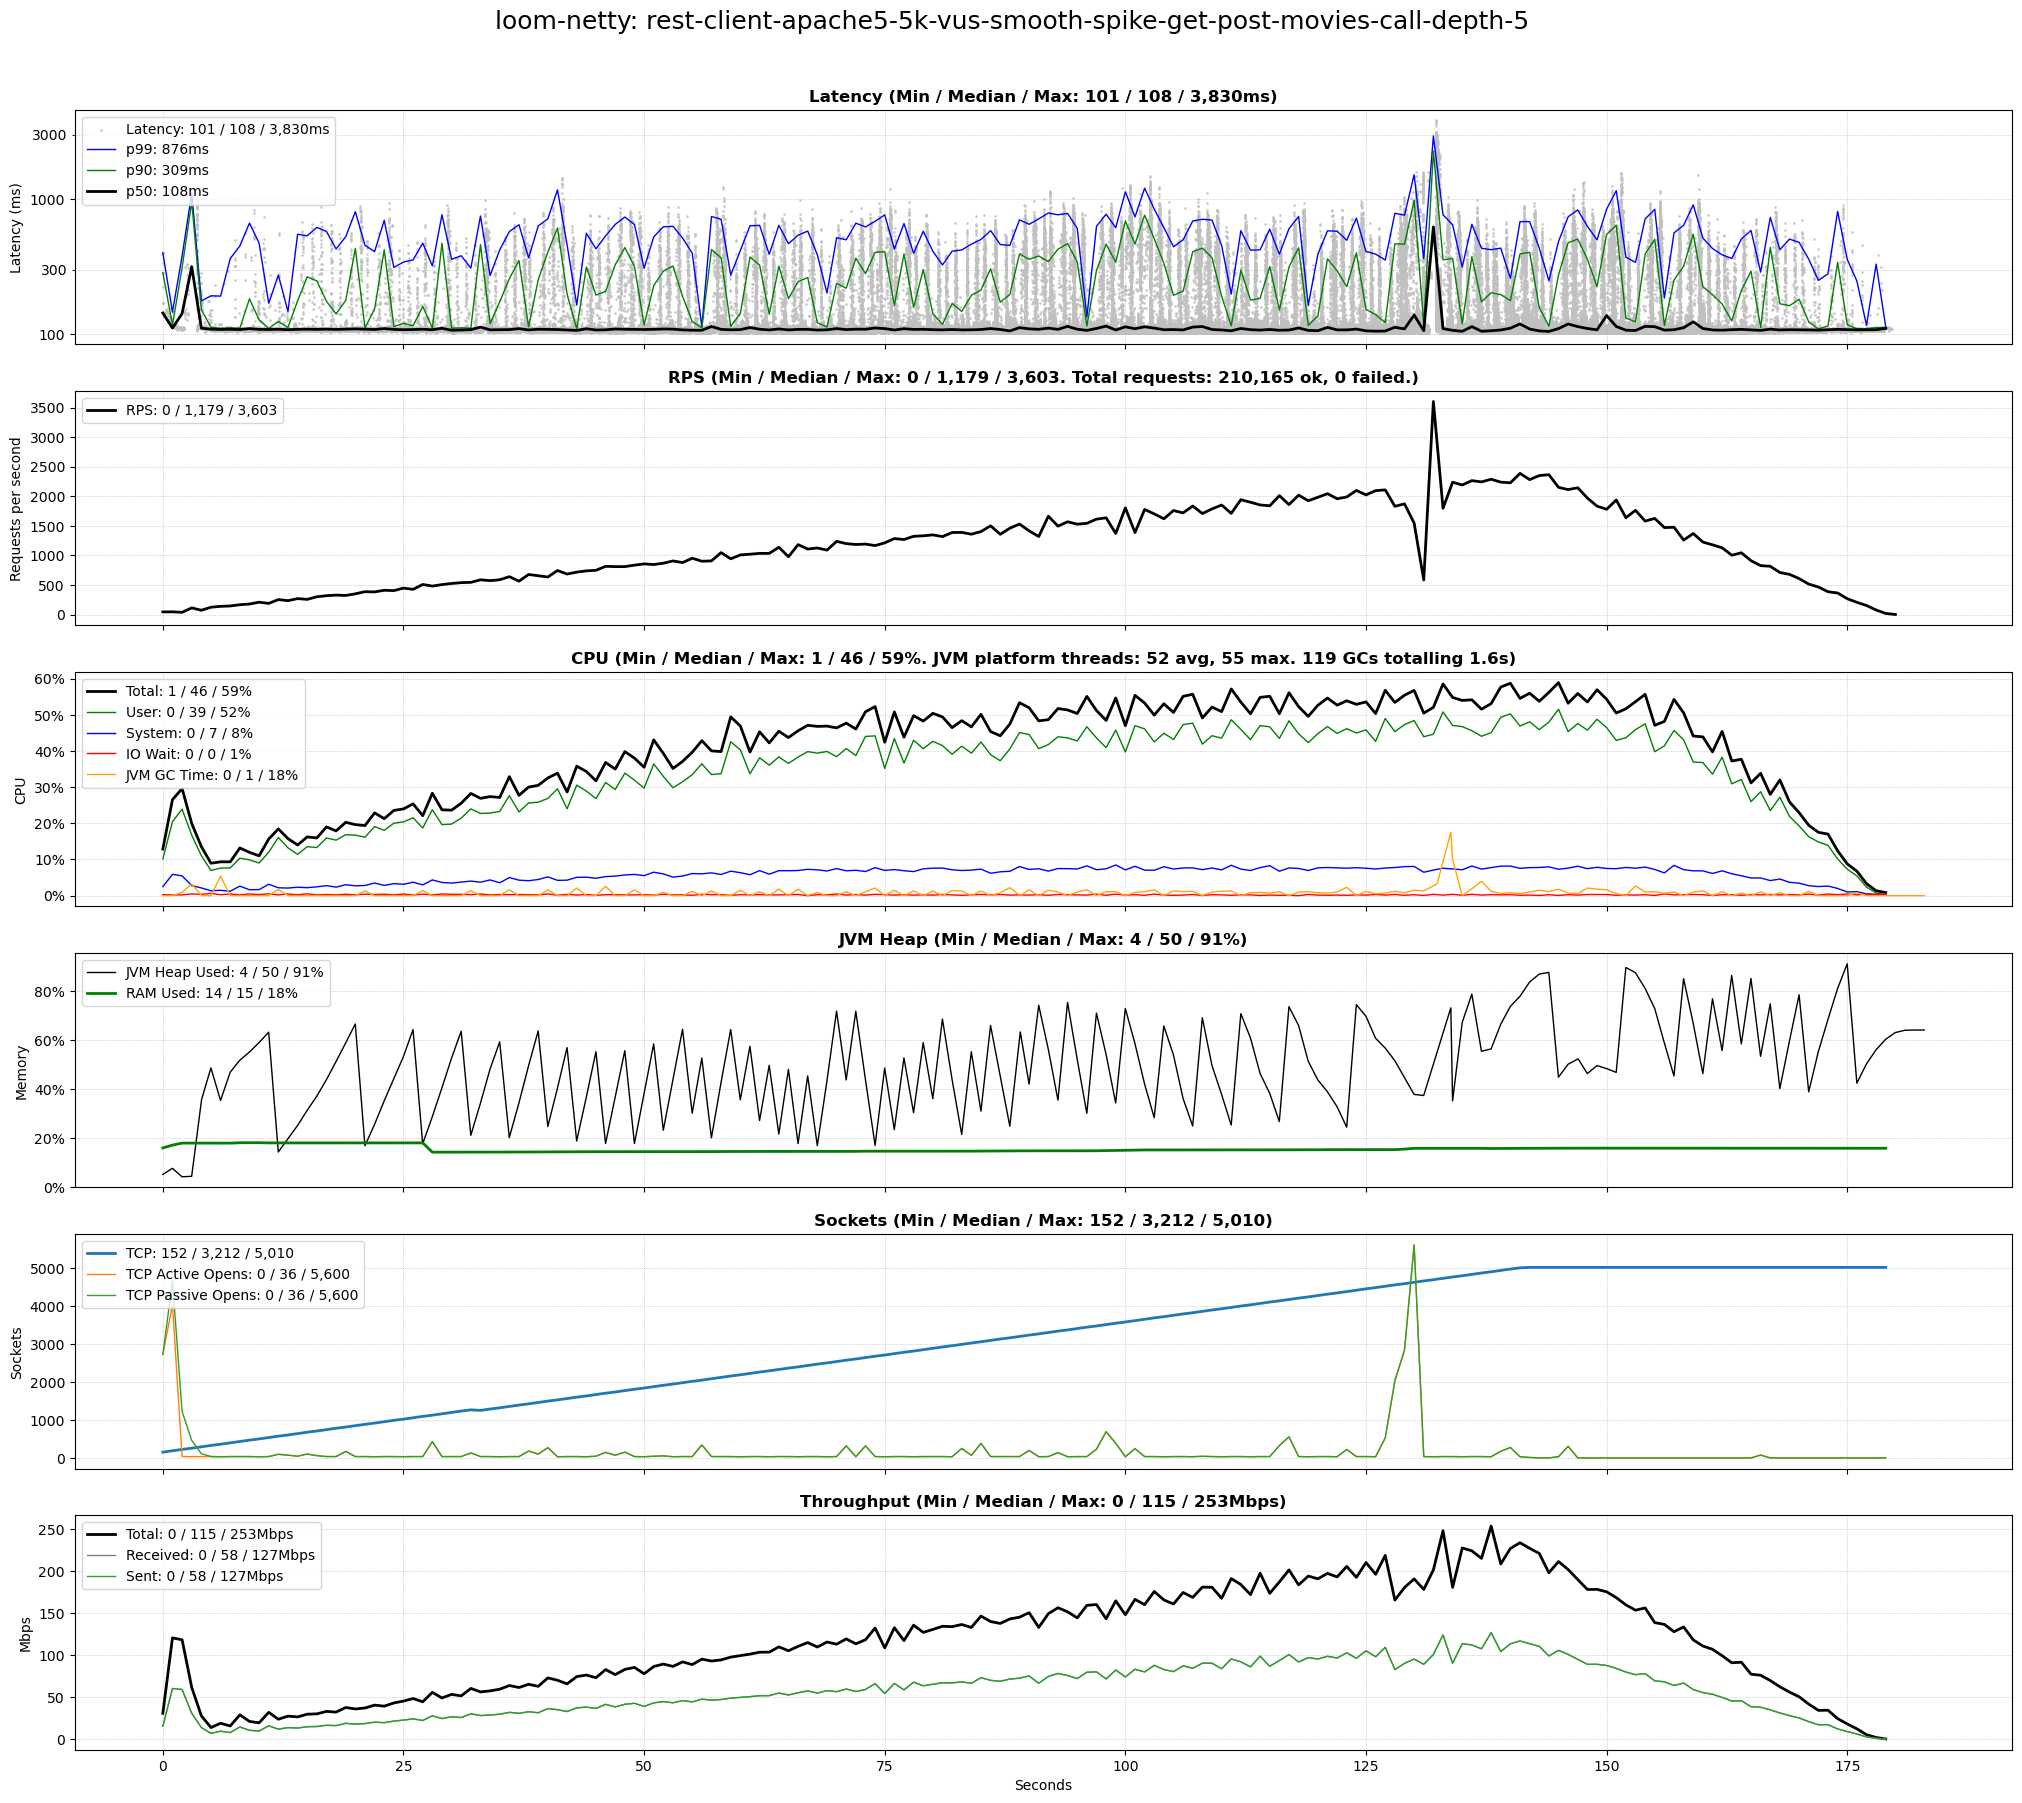 loom-netty: rest-client-apache5-5k-vus-smooth-spike-get-post-movies-call-depth-5
Latency (Min / Median / Max: 101 / 108 / 3,830ms)
Latency (ms)
3000
1000
300
100
Latency: 101 / 108 / 3,830ms
p99: 876ms
p90: 309ms
p50: 108ms
RPS (Min / Median / Max: 0 / 1,179 / 3,603. Total requests: 210,165 ok, 0 failed.)
Requests per second
3500
3000
2500
2000
1500
1000
500
0
RPS: 0 / 1,179 / 3,603
CPU (Min / Median / Max: 1 / 46 / 59%. JVM platform threads: 52 avg, 55 max. 119 GCs totalling 1.6s)
CPU
60%
50%
40%
30%
20%
10%
0%
Total: 1 / 46 / 59%
User: 0 / 39 / 52%
System: 0 / 7 / 8%
IO Wait: 0 / 0 / 1%
JVM GC Time: 0 / 1 / 18%
JVM Heap (Min / Median / Max: 4 / 50 / 91%)
Memory
80%
60%
40%
20%
0%
JVM Heap Used: 4 / 50 / 91%
RAM Used: 14 / 15 / 18%
Sockets (Min / Median / Max: 152 / 3,212 / 5,010)
Sockets
5000
4000
3000
2000
1000
0
TCP: 152 / 3,212 / 5,010
TCP Active Opens: 0 / 36 / 5,600
TCP Passive Opens: 0 / 36 / 5,600
Throughput (Min / Median / Max: 0 / 115 / 253Mbps)
Mbps
250
200
150
100
50
0
Total: 0 / 115 / 253Mbps
Received: 0 / 58 / 127Mbps
Sent: 0 / 58 / 127Mbps
0 25 50 75 100 125 150 175
Seconds